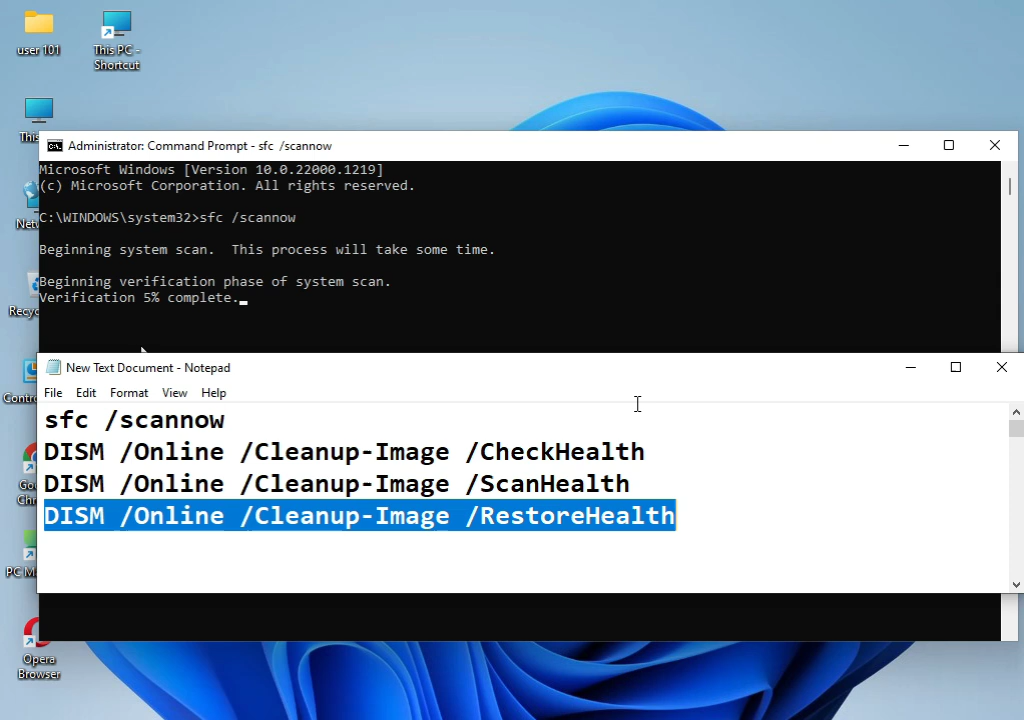 user 101
This PC -
Shortcut
Administrator: Command Prompt - sfc /scannow
Microsoft Windows [Version 10.0.22000.1219]
(c) Microsoft Corporation. All rights reserved.
C:\WINDOWS\system32>sfc /scannow
Beginning system scan. This process will take some time.
Beginning verification phase of system scan.
Verification 5% complete.
New Text Document - Notepad
File Edit Format View Help
sfc /scannow
DISM /Online /Cleanup-Image /CheckHealth
DISM /Online /Cleanup-Image /ScanHealth
DISM /Online /Cleanup-Image /RestoreHealth
Opera
Browser